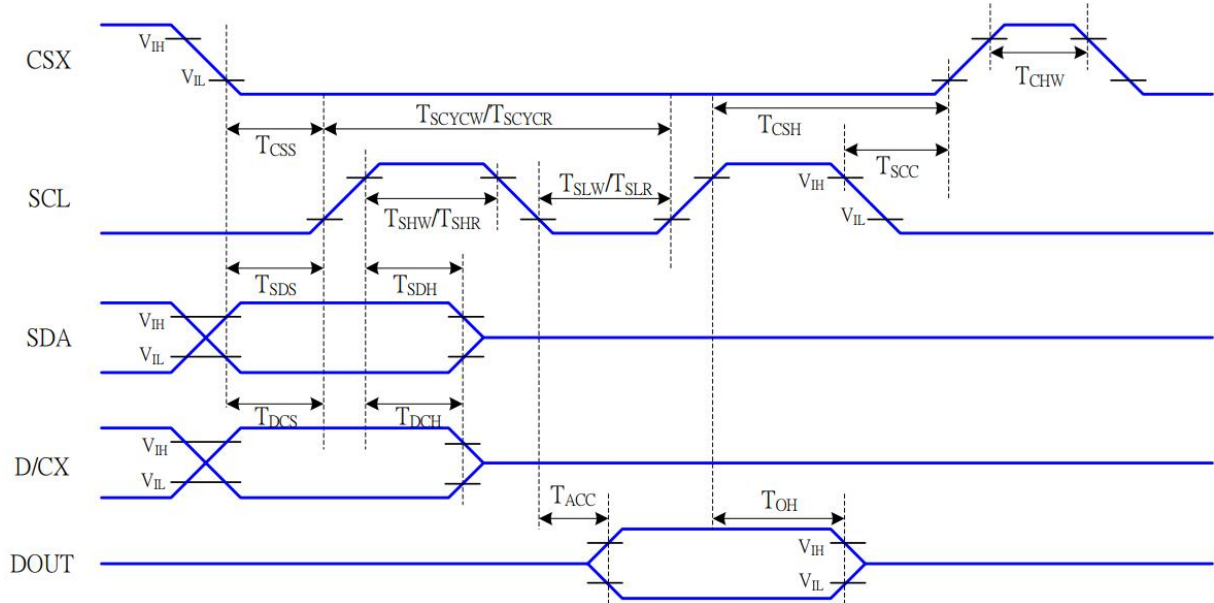 CSX
VIH
VIL
TCHW
TSCYCW/TSCYCR
TCSS
TCSH
TSCC
SCL
TSLW/TSLR
VIH
TSHW/TSHR
VIL
TSDS
TSDH
SDA
VIH
VIL
TDCS
TDCH
D/CX
VIH
VIL
TACC
TOH
DOUT
VIH
VIL